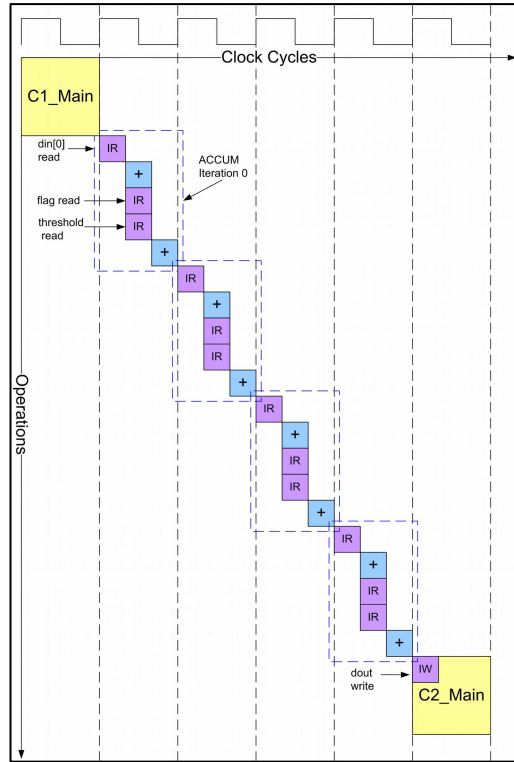 Clock Cycles
C1_Main
din[0]
read
IR
ACCUM
Iteration 0
+
flag read
IR
threshold
read
IR
+
IR
+
IR
IR
+
IR
+
IR
IR
+
IR
+
IR
IR
+
Operations
dout
write
IW
C2_Main